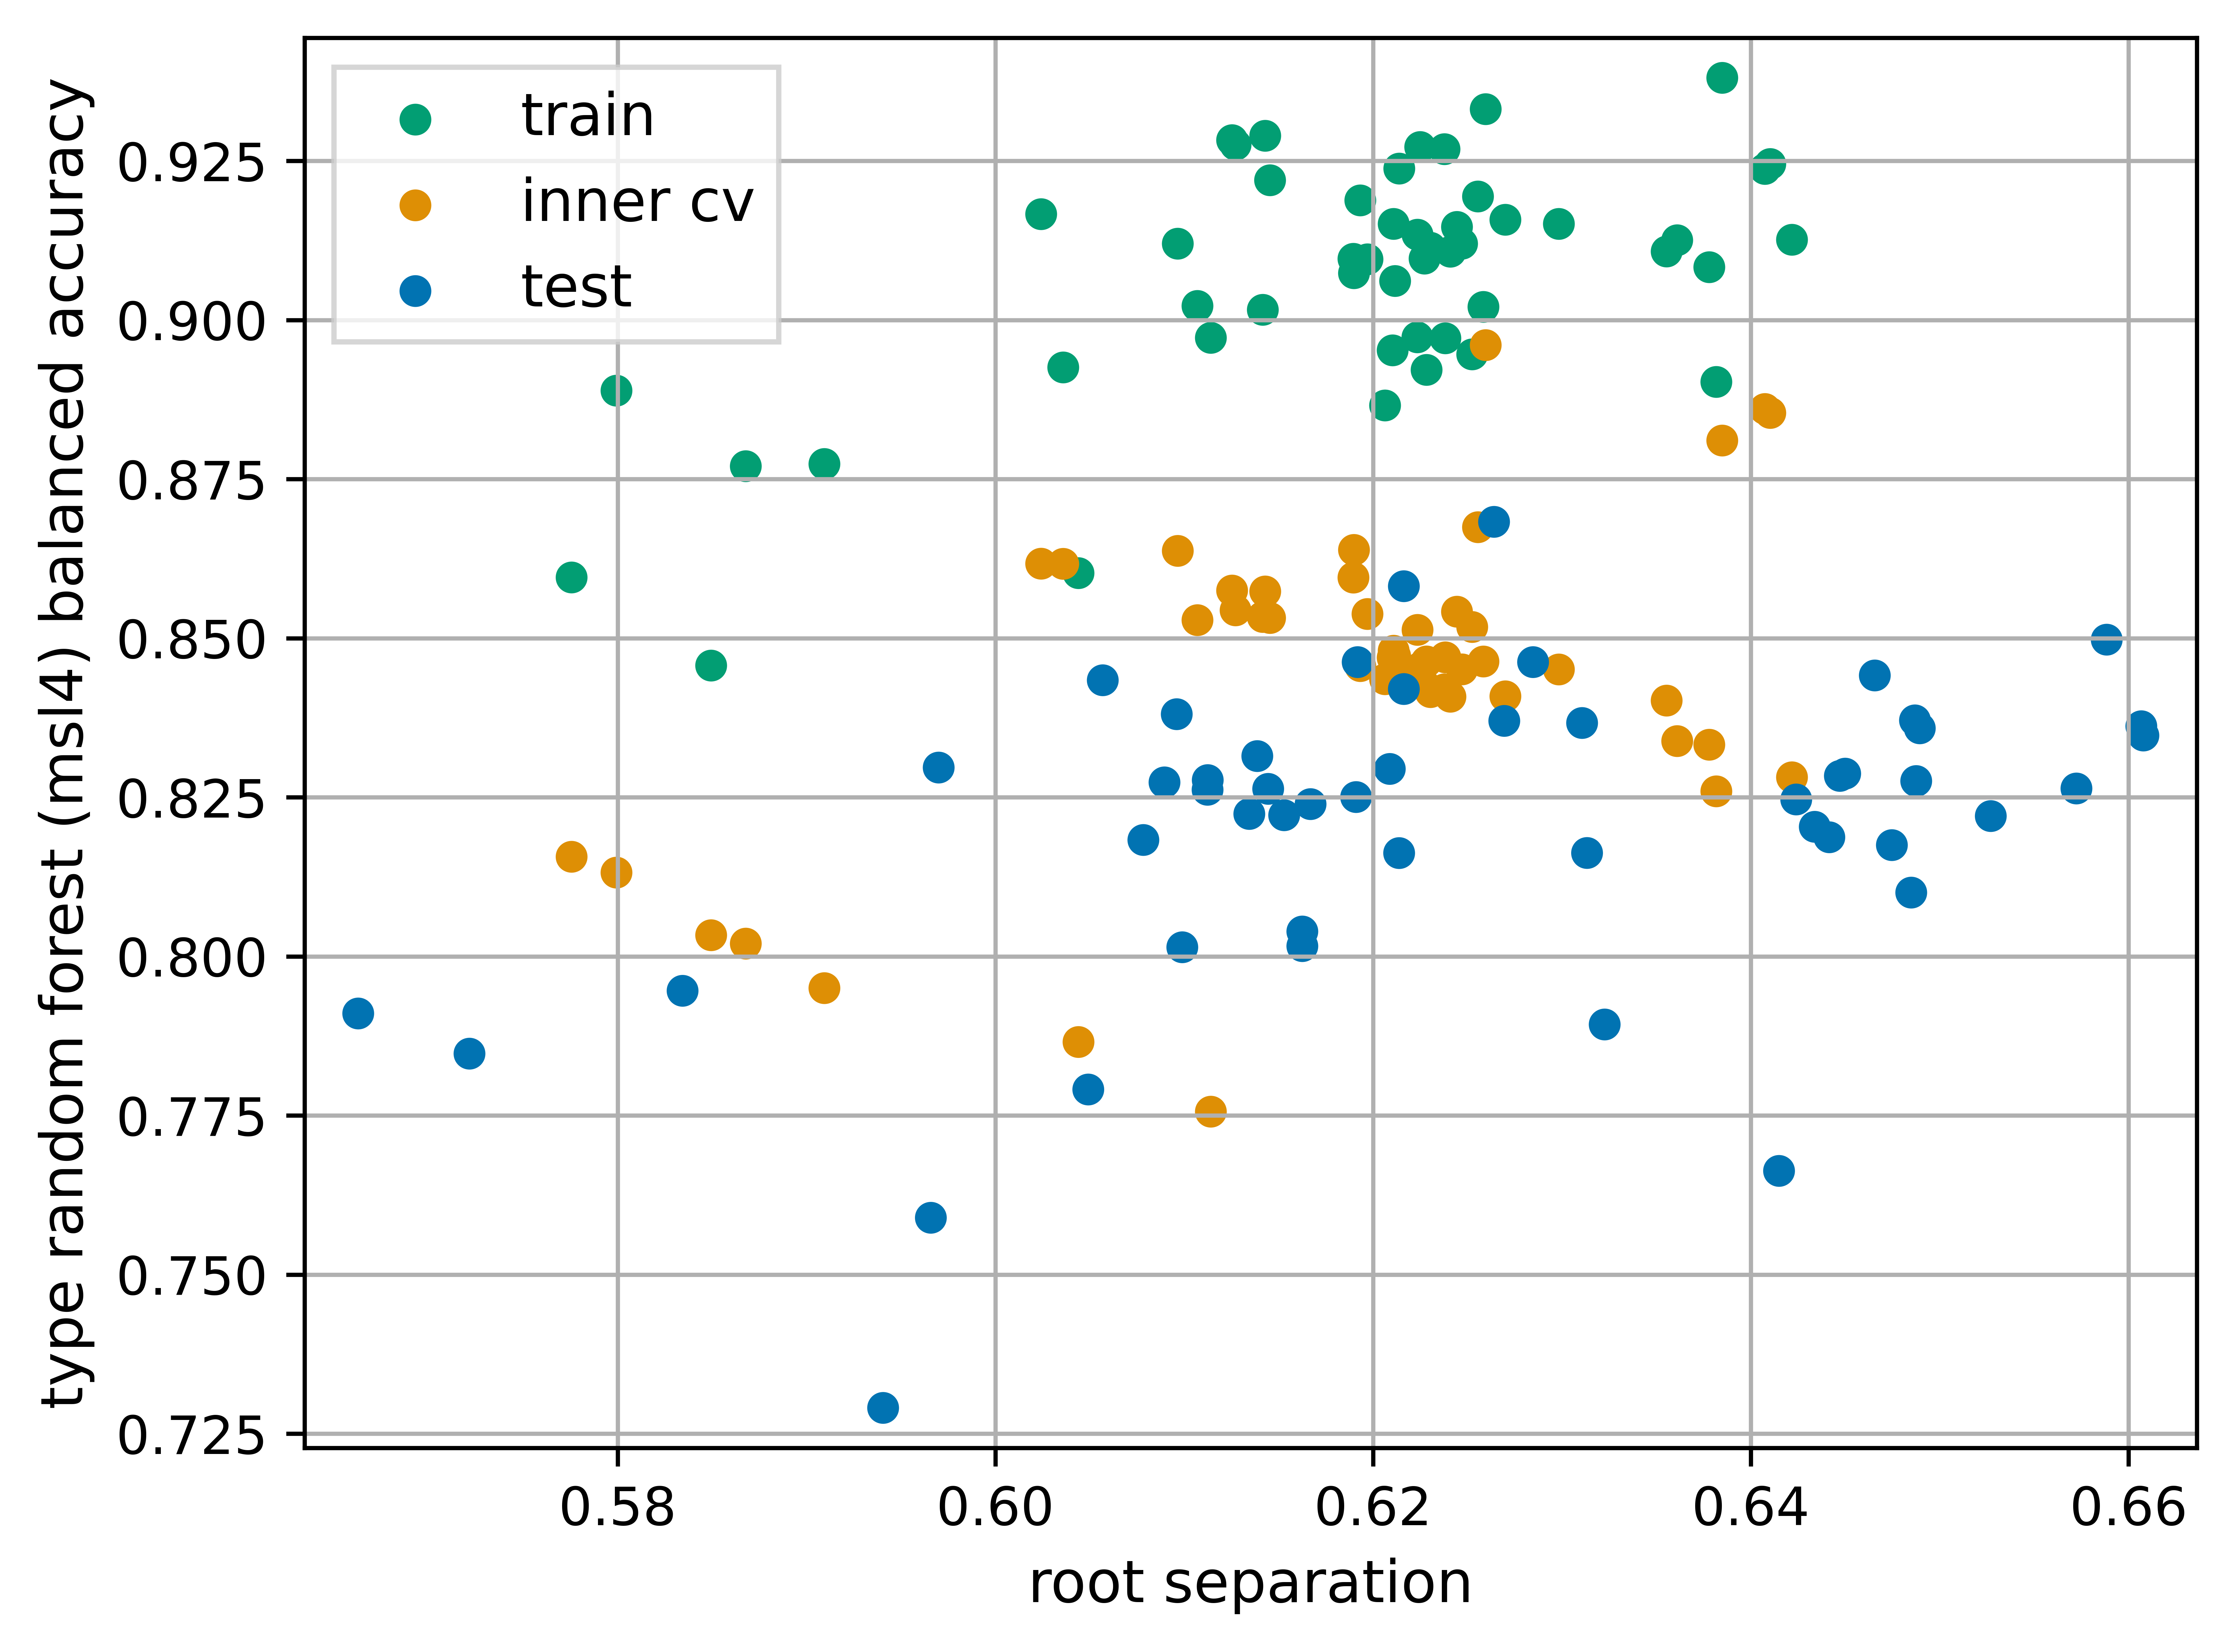 train
inner cv
test
type random forest (msl4) balanced accuracy
0.925
0.900
0.875
0.850
0.825
0.800
0.775
0.750
0.725
0.58 0.60 0.62 0.64 0.66
root separation